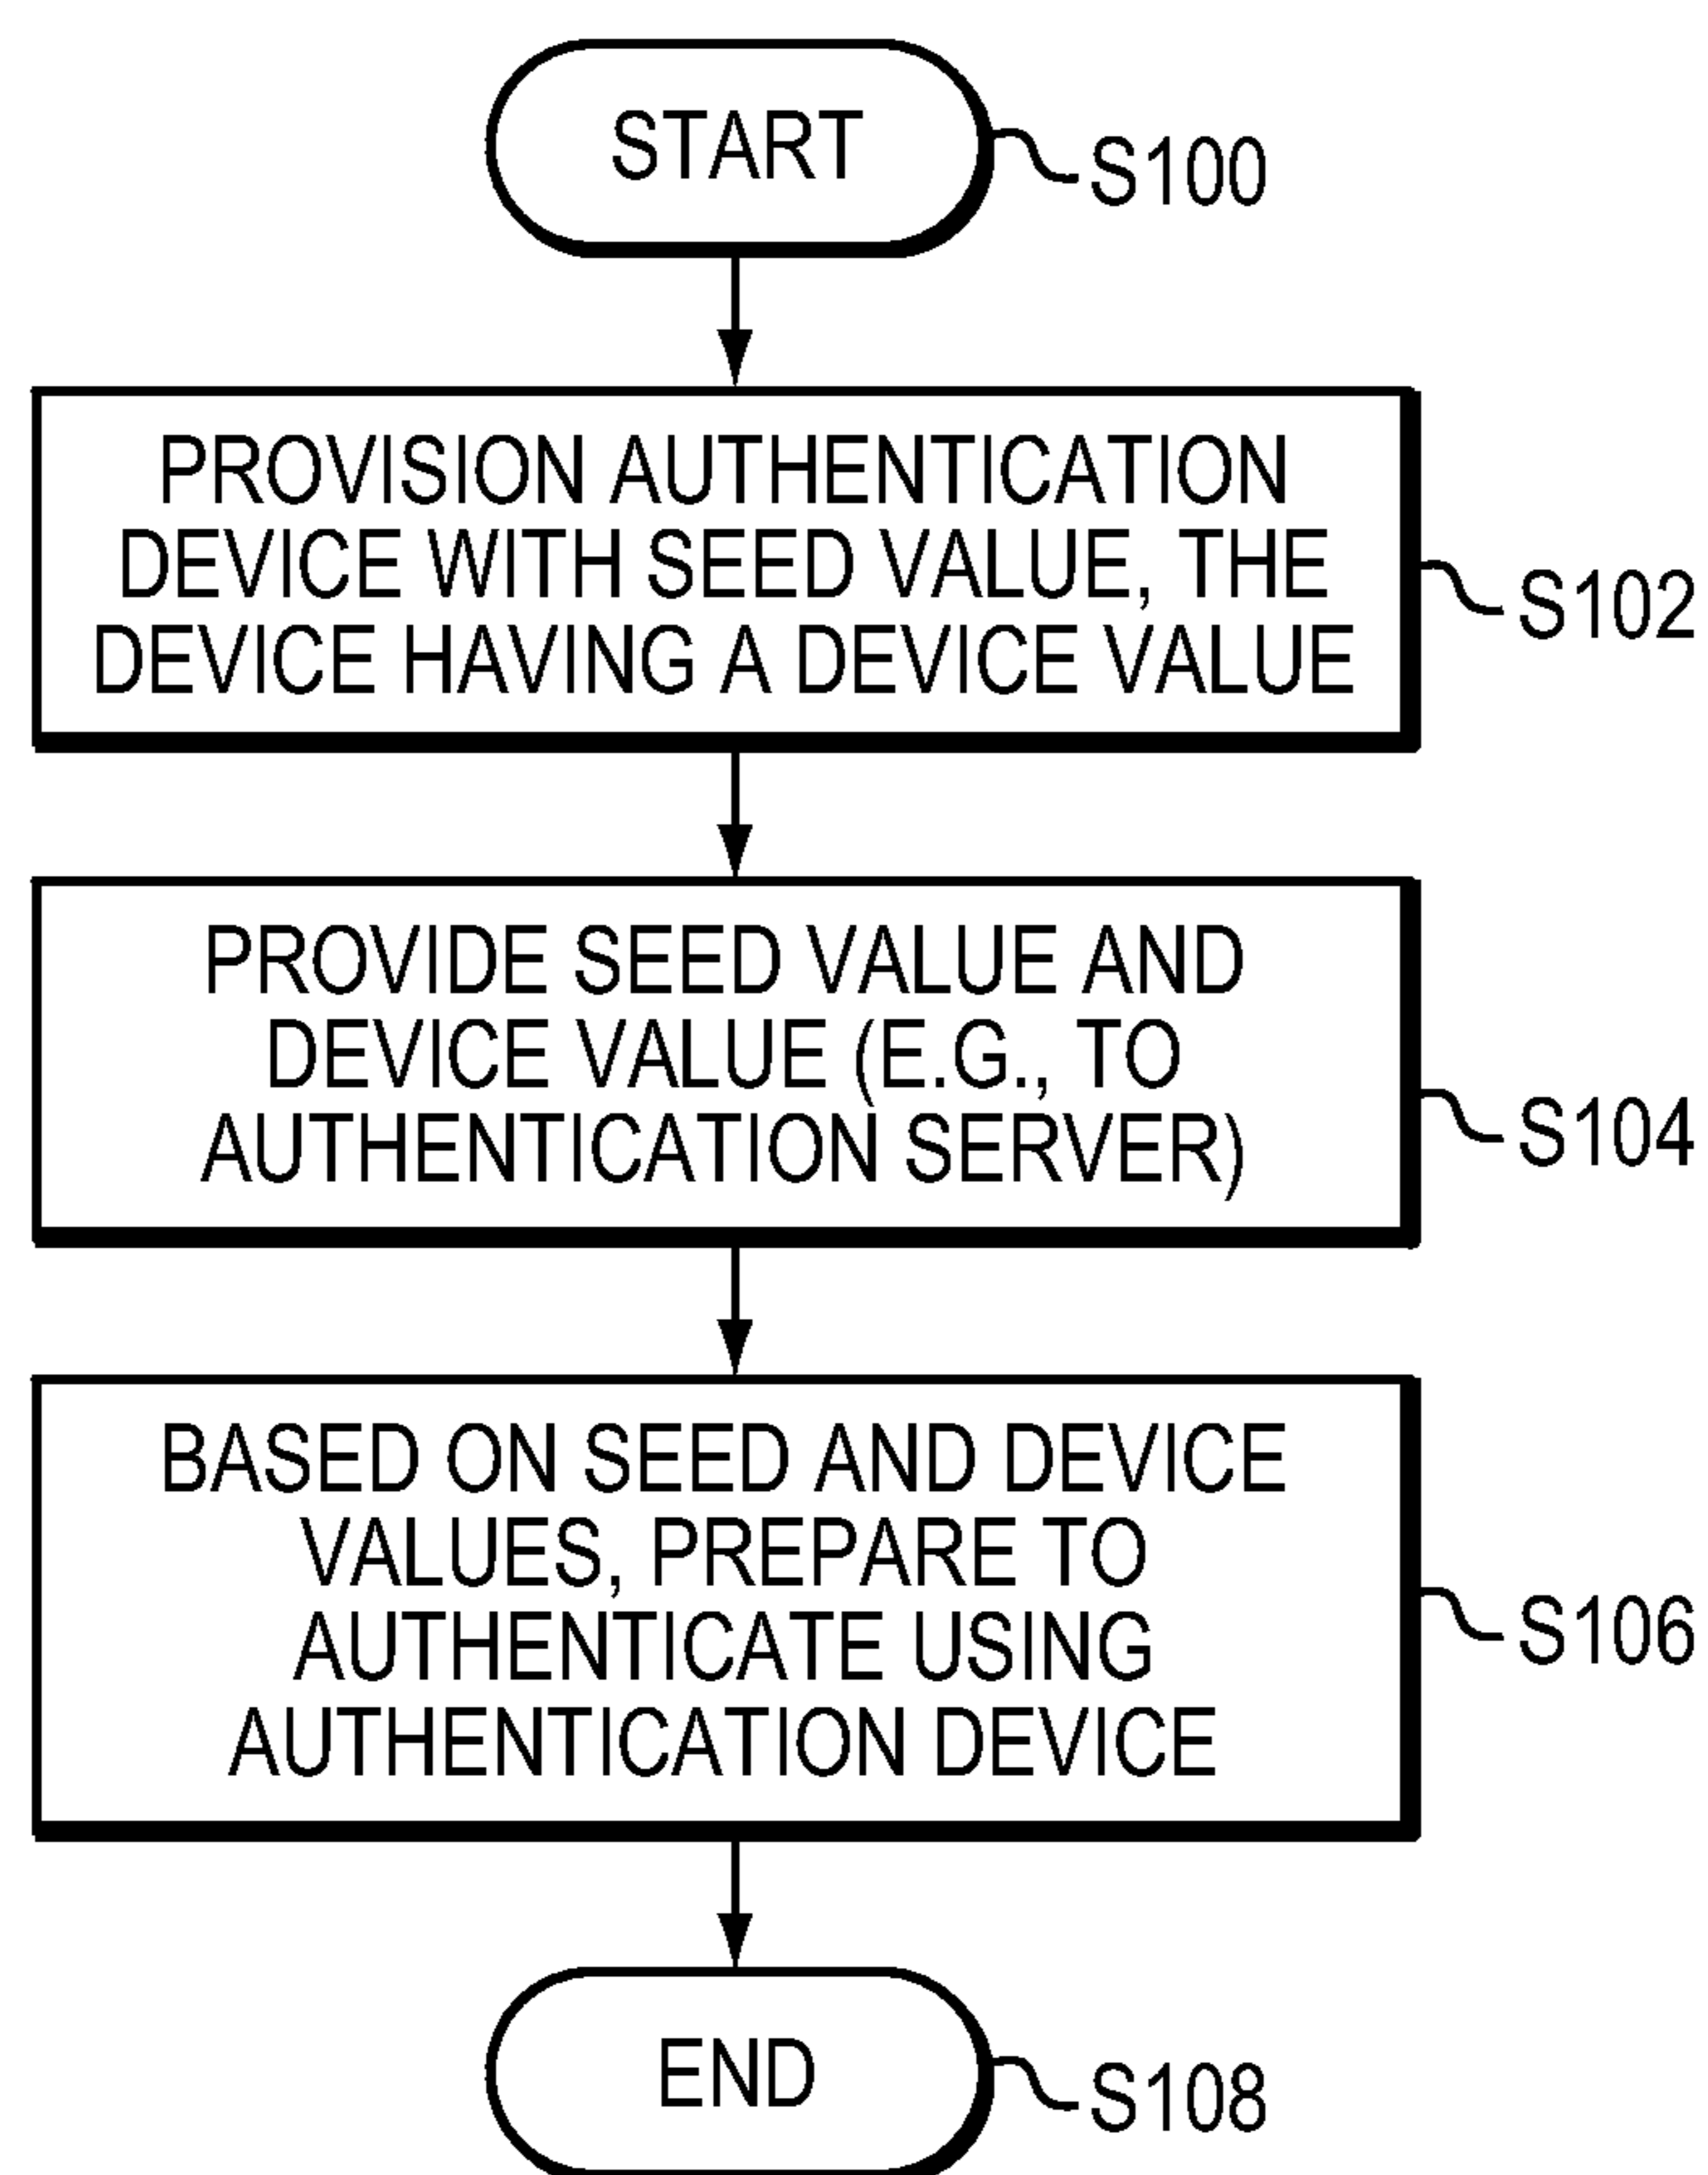 START
S100
PROVISION AUTHENTICATION
DEVICE WITH SEED VALUE, THE
DEVICE HAVING A DEVICE VALUE
S102
PROVIDE SEED VALUE AND
DEVICE VALUE (E.G., TO
AUTHENTICATION SERVER)
S104
BASED ON SEED AND DEVICE
VALUES, PREPARE TO
AUTHENTICATE USING
AUTHENTICATION DEVICE
S106
END
S108